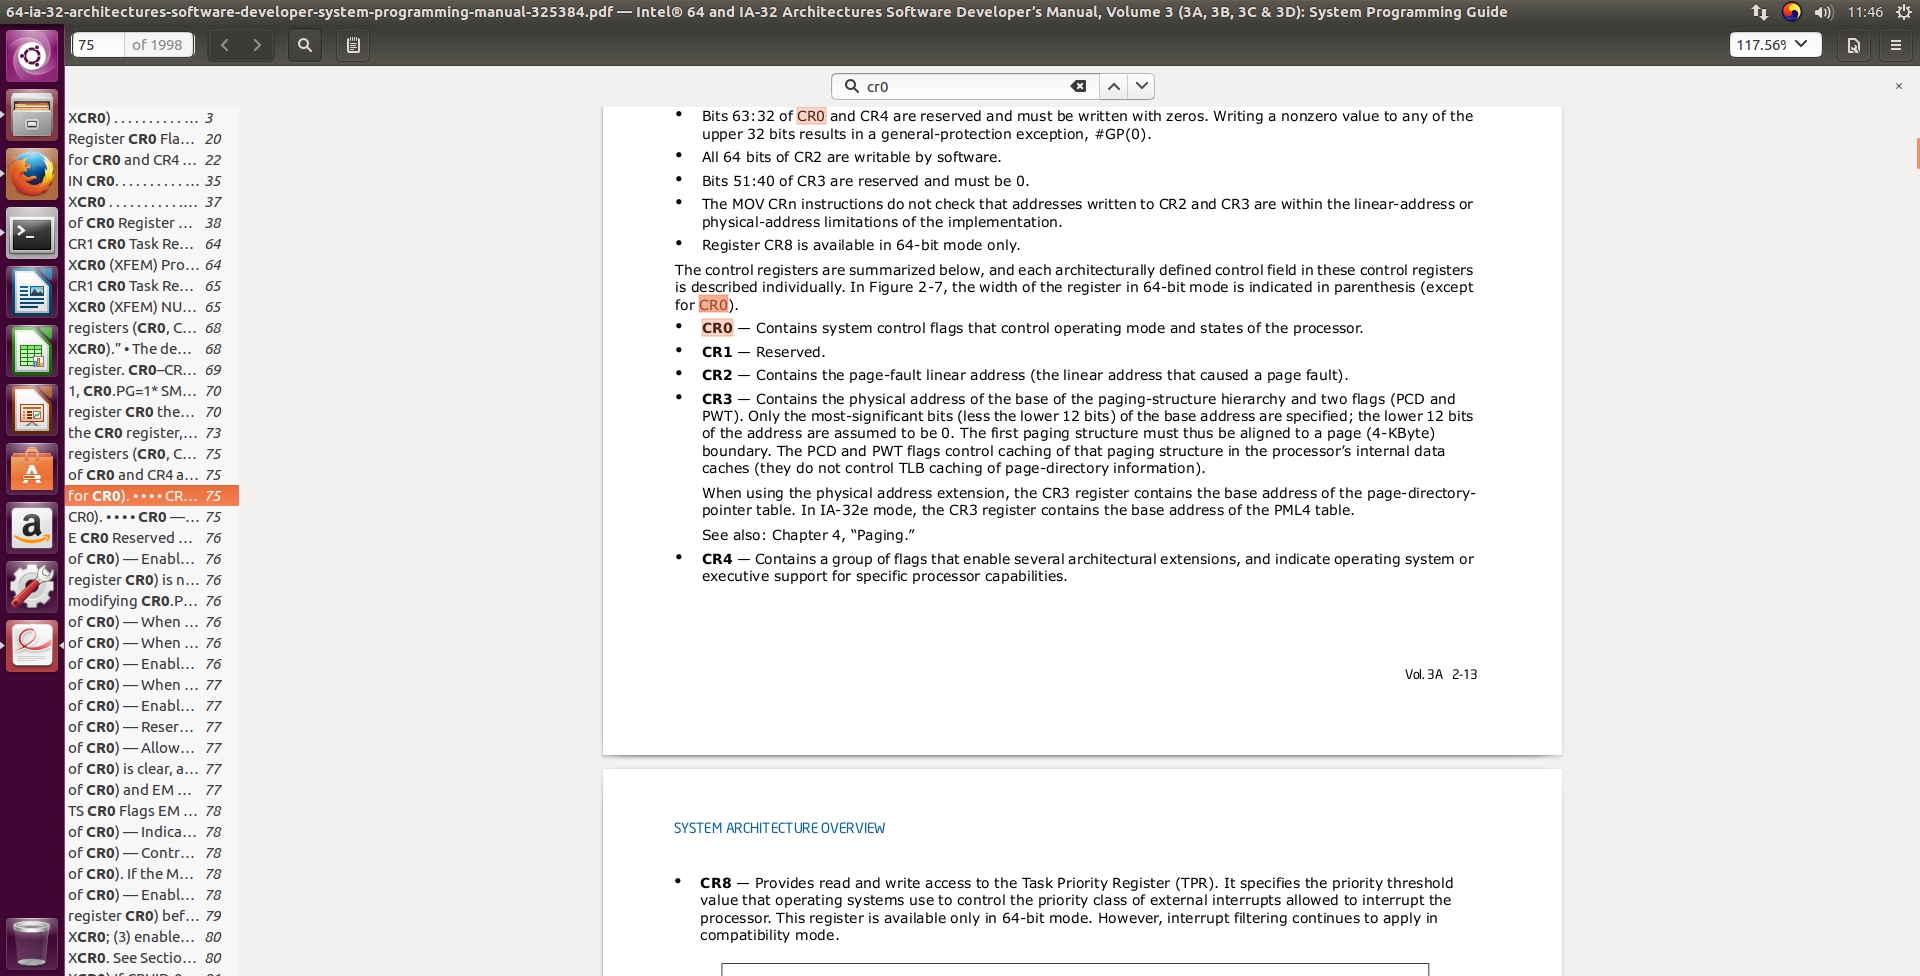 64-ia-32-architectures-software-developer-system-programming-manual-325384.pdf — Intel® 64 and IA-32 Architectures Software Developer's Manual, Volume 3 (3A, 3B, 3C & 3D): System Programming Guide
11:46
75 of 1998
117.56%
cr0
XCR0) . . . . . . . . . . ... 3
Register CR0 Fla... 20
for CR0 and CR4 ... 22
IN CR0. . . . . . . . . . ... 35
XCR0 . . . . . . . . . . .... 37
of CR0 Register ... 38
CR1 CR0 Task Re... 64
XCR0 (XFEM) Pro... 64
CR1 CR0 Task Re... 65
XCR0 (XFEM) NU... 65
registers (CR0, C... 68
XCR0).” • The de... 68
register. CR0–CR... 69
1, CR0.PG=1* SM... 70
register CR0 the... 70
the CR0 register,... 73
registers (CR0, C... 75
of CR0 and CR4 a... 75
for CR0). • • • • CR... 75
CR0). • • • • CR0 —... 75
E CR0 Reserved ... 76
of CR0) — Enabl... 76
register CR0) is n... 76
modifying CR0.P... 76
of CR0) — When ... 76
of CR0) — When ... 76
of CR0) — Enabl... 76
of CR0) — When ... 77
of CR0) — Enabl... 77
of CR0) — Reser... 77
of CR0) — Allow... 77
of CR0) is clear, a... 77
of CR0) and EM ... 77
TS CR0 Flags EM ... 78
of CR0) — Indica... 78
of CR0) — Contr... 78
of CR0). If the M... 78
of CR0) — Enabl... 78
register CR0) bef... 79
XCR0; (3) enable... 80
XCR0. See Sectio... 80
• Bits 63:32 of CR0 and CR4 are reserved and must be written with zeros. Writing a nonzero value to any of the
upper 32 bits results in a general-protection exception, #GP(0).
• All 64 bits of CR2 are writable by software.
• Bits 51:40 of CR3 are reserved and must be 0.
• The MOV CRn instructions do not check that addresses written to CR2 and CR3 are within the linear-address or
physical-address limitations of the implementation.
• Register CR8 is available in 64-bit mode only.
The control registers are summarized below, and each architecturally defined control field in these control registers
is described individually. In Figure 2-7, the width of the register in 64-bit mode is indicated in parenthesis (except
for CR0).
• CR0 — Contains system control flags that control operating mode and states of the processor.
• CR1 — Reserved.
• CR2 — Contains the page-fault linear address (the linear address that caused a page fault).
• CR3 — Contains the physical address of the base of the paging-structure hierarchy and two flags (PCD and
PWT). Only the most-significant bits (less the lower 12 bits) of the base address are specified; the lower 12 bits
of the address are assumed to be 0. The first paging structure must thus be aligned to a page (4-KByte)
boundary. The PCD and PWT flags control caching of that paging structure in the processor's internal data
caches (they do not control TLB caching of page-directory information).
When using the physical address extension, the CR3 register contains the base address of the page-directory-
pointer table. In IA-32e mode, the CR3 register contains the base address of the PML4 table.
See also: Chapter 4, “Paging.”
• CR4 — Contains a group of flags that enable several architectural extensions, and indicate operating system or
executive support for specific processor capabilities.
Vol. 3A 2-13
SYSTEM ARCHITECTURE OVERVIEW
• CR8 — Provides read and write access to the Task Priority Register (TPR). It specifies the priority threshold
value that operating systems use to control the priority class of external interrupts allowed to interrupt the
processor. This register is available only in 64-bit mode. However, interrupt filtering continues to apply in
compatibility mode.